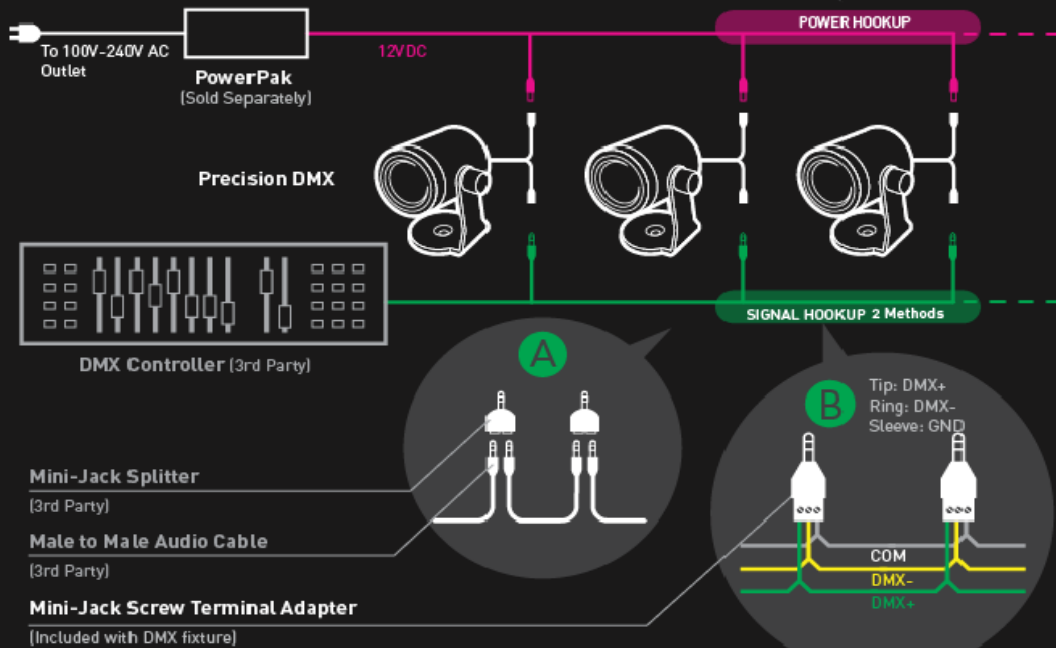 POWER HOOKUP
To 100V-240V AC
Outlet
12VDC
PowerPak
(Sold Separately)
Precision DMX
SIGNAL HOOKUP 2 Methods
DMX Controller (3rd Party)
A
B
Tip: DMX+
Ring: DMX-
Sleeve: GND
Mini-Jack Splitter
(3rd Party)
Male to Male Audio Cable
(3rd Party)
Mini-Jack Screw Terminal Adapter
(Included with DMX fixture)
COM
DMX-
DMX+